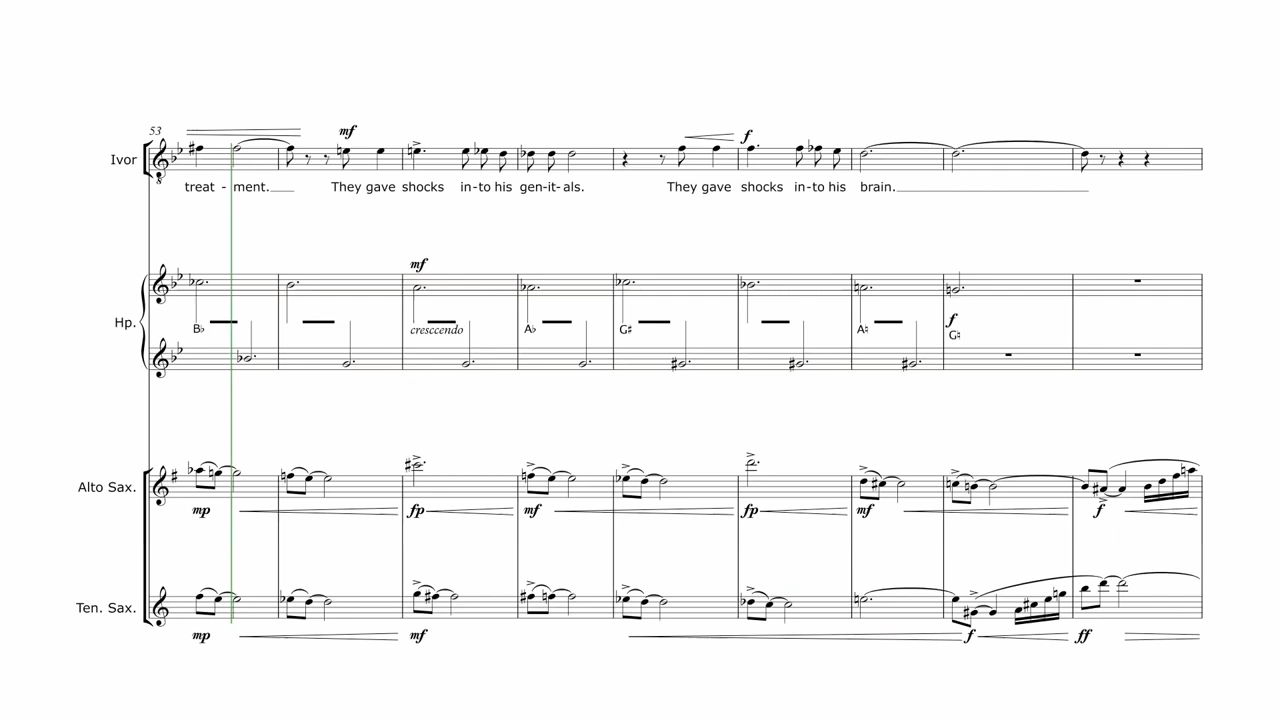 53
mf
f
Ivor
treat - ment. They gave shocks in-to his gen-it-als. They gave shocks in-to his brain.
mf
Hp.
B♭ cresccendo A♭ G♯ A♮ f G♮
Alto Sax.
mp fp mf fp mf f
Ten. Sax.
mp mf f ff